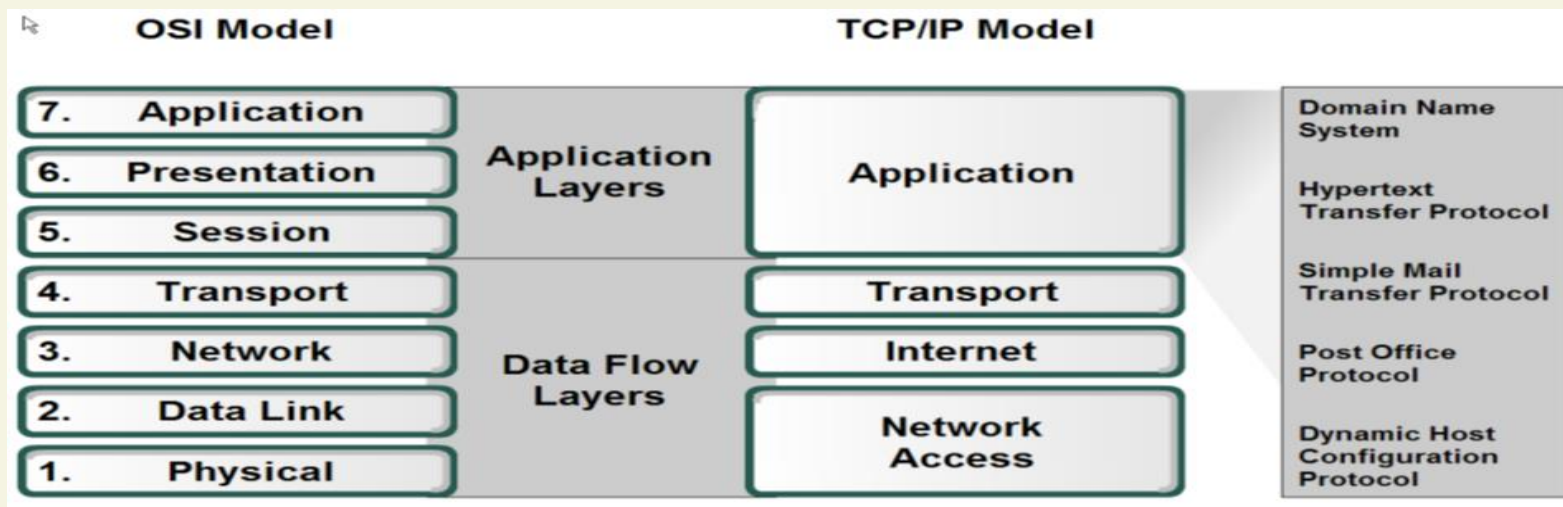 OSI Model
TCP/IP Model
7. Application
6. Presentation
5. Session
4. Transport
3. Network
2. Data Link
1. Physical
Application
Layers
Data Flow
Layers
Application
Transport
Internet
Network
Access
Domain Name
System
Hypertext
Transfer Protocol
Simple Mail
Transfer Protocol
Post Office
Protocol
Dynamic Host
Configuration
Protocol